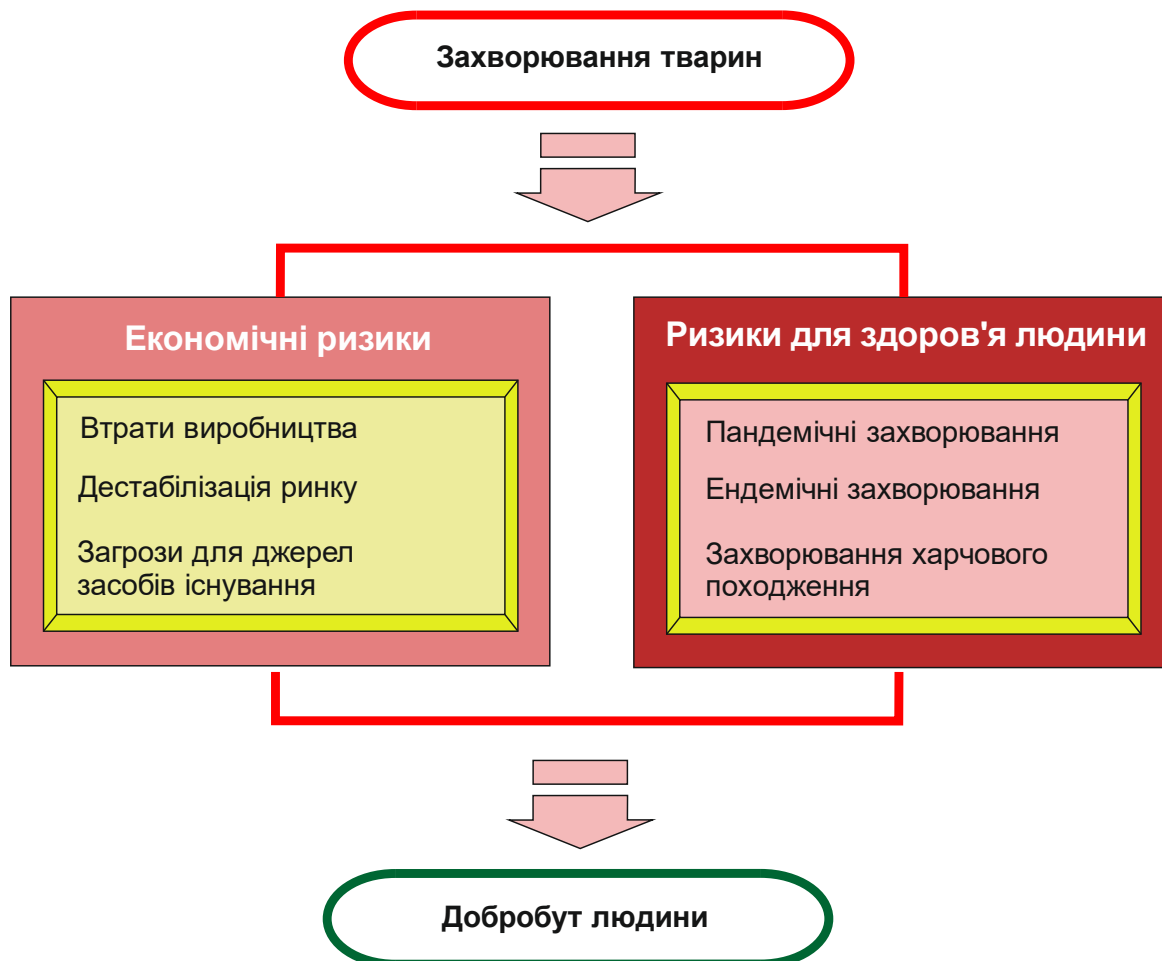 Захворювання тварин
Економічні ризики
Втрати виробництва
Дестабілізація ринку
Загрози для джерел
засобів існування
Ризики для здоров'я людини
Пандемічні захворювання
Ендемічні захворювання
Захворювання харчового
походження
Добробут людини